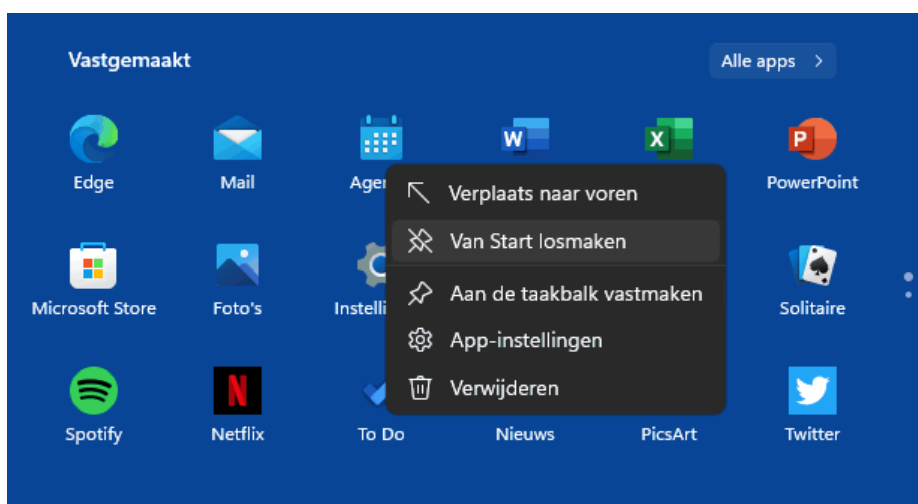 Vastgemaakt
Alle apps
Edge
Mail
Agen
PowerPoint
Verplaats naar voren
Van Start losmaken
Aan de taakbalk vastmaken
App-instellingen
Verwijderen
Microsoft Store
Foto's
Instelli
Solitaire
Spotify
Netflix
To Do
Nieuws
PicsArt
Twitter